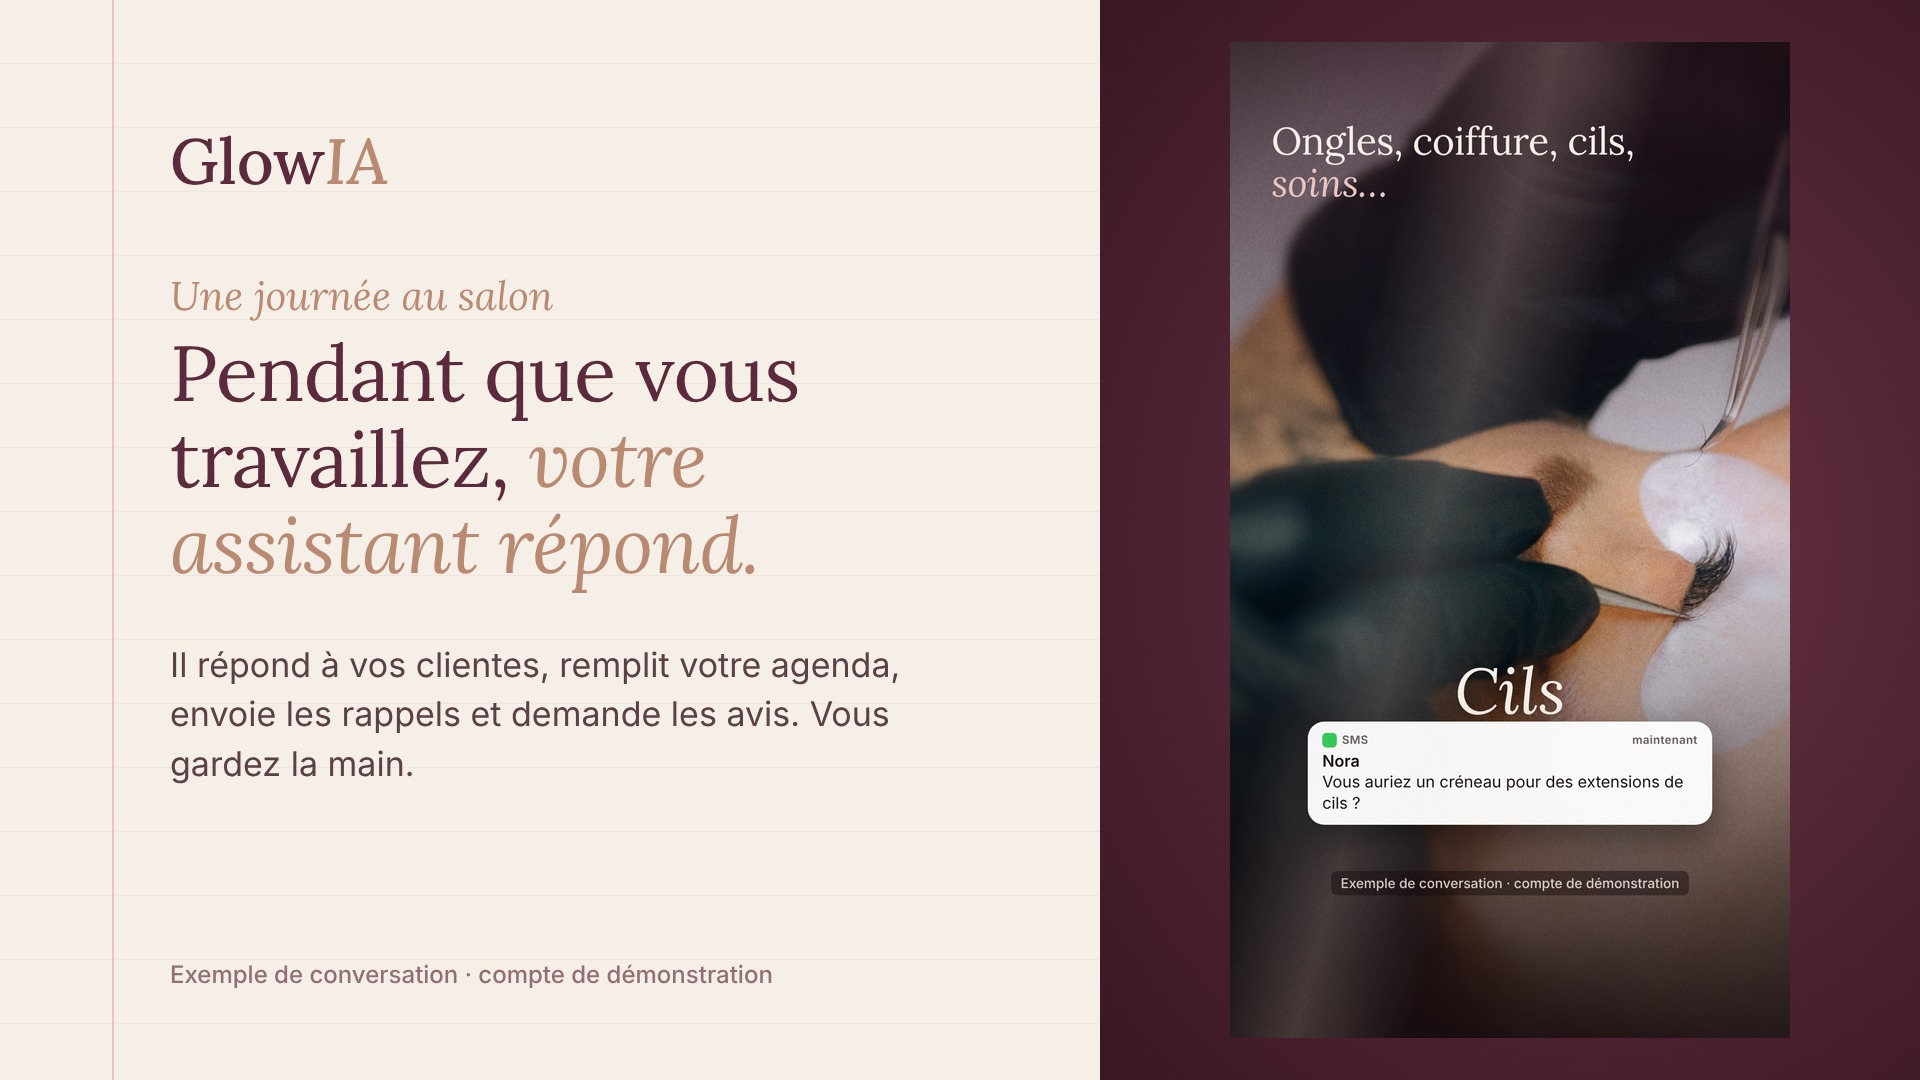 GlowIA
Une journée au salon
Pendant que vous
travaillez, votre
assistant répond.
Il répond à vos clientes, remplit votre agenda,
envoie les rappels et demande les avis. Vous
gardez la main.
Exemple de conversation · compte de démonstration
Ongles, coiffure, cils,
soins...
Cils
SMS maintenant
Nora
Vous auriez un créneau pour des extensions de
cils ?
Exemple de conversation · compte de démonstration